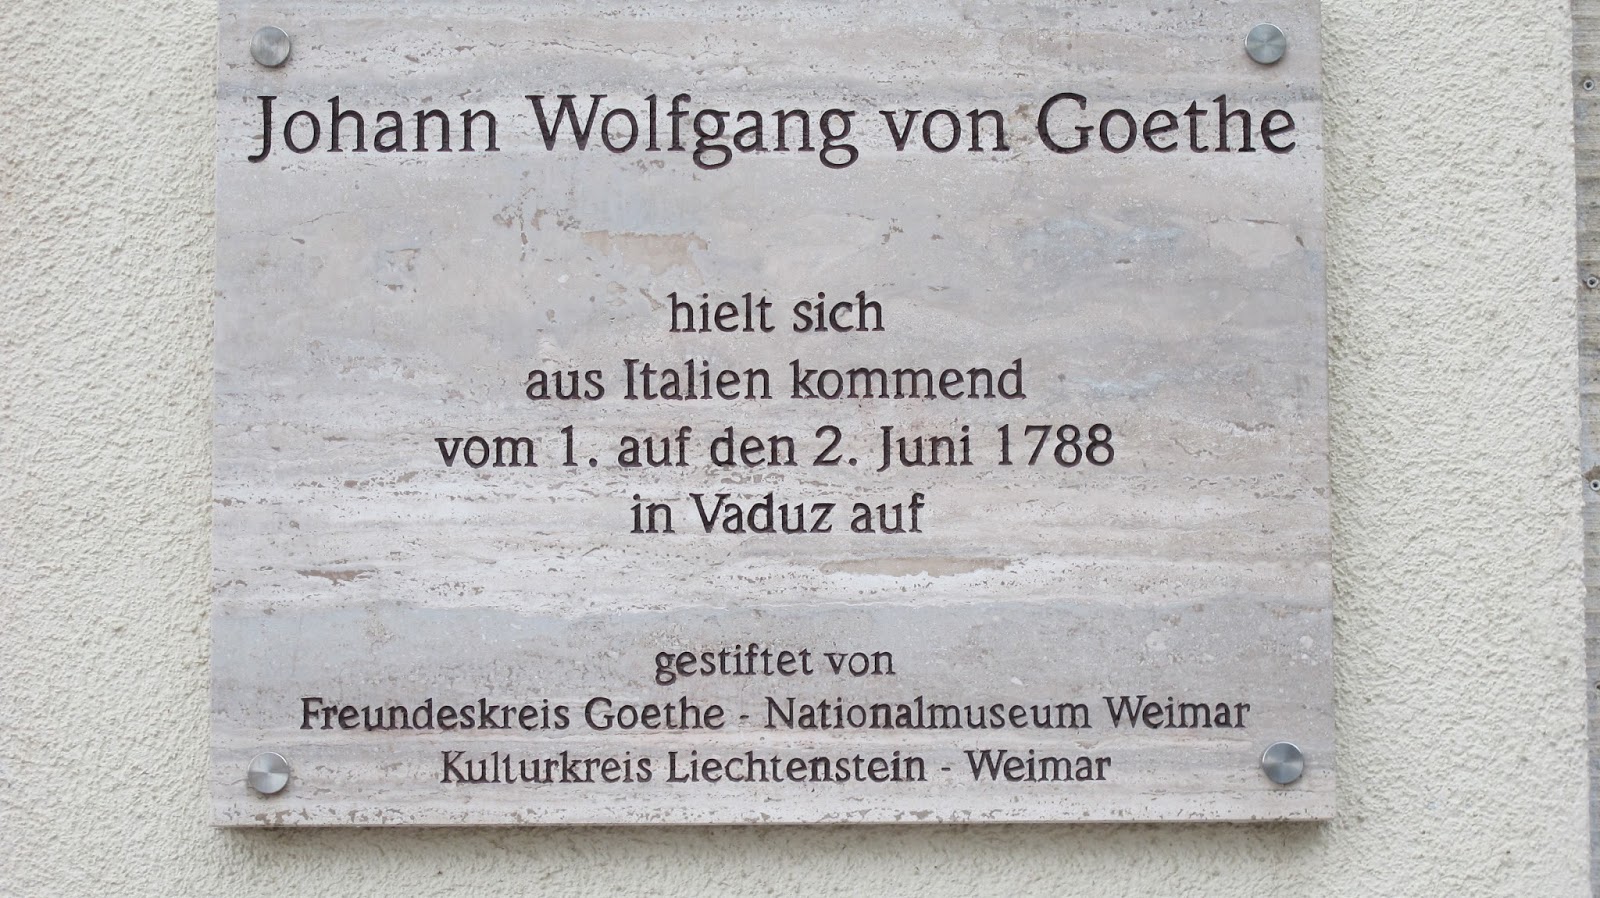 Johann Wolfgang von Goethe
hielt sich
aus Italien kommend
vom 1. auf den 2. Juni 1788
in Vaduz auf
gestiftet von
Freundeskreis Goethe - Nationalmuseum Weimar
Kulturkreis Liechtenstein - Weimar